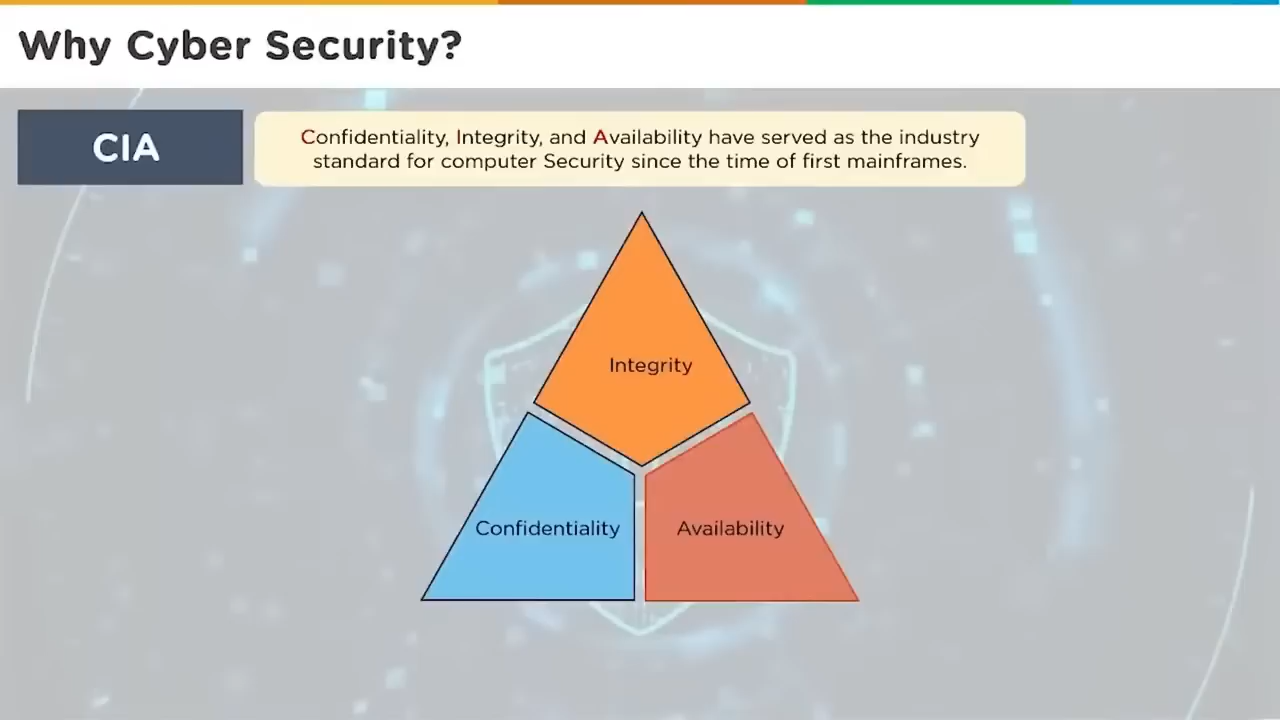 Why Cyber Security?
CIA
Confidentiality, Integrity, and Availability have served as the industry
standard for computer Security since the time of first mainframes.
Integrity
Confidentiality
Availability